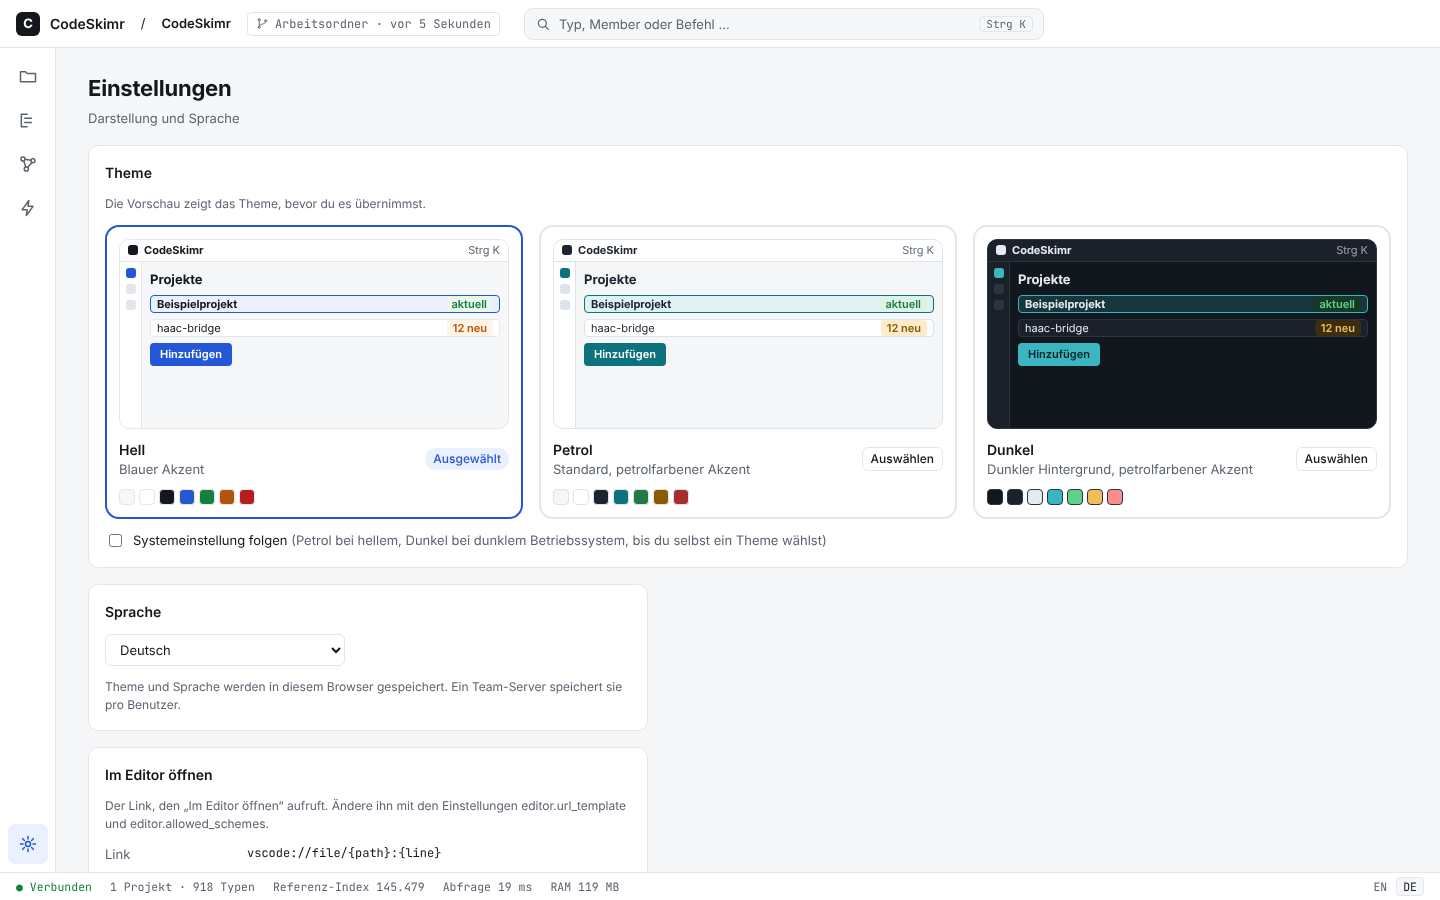 C CodeSkimr / CodeSkimr Arbeitsordner · vor 5 Sekunden Typ, Member oder Befehl ... Strg K
Einstellungen
Darstellung und Sprache
Theme
Die Vorschau zeigt das Theme, bevor du es übernimmst.
CodeSkimr Strg K
Projekte
Beispielprojekt aktuell
haac-bridge 12 neu
Hinzufügen
Hell
Blauer Akzent
Ausgewählt
CodeSkimr Strg K
Projekte
Beispielprojekt aktuell
haac-bridge 12 neu
Hinzufügen
Petrol
Standard, petrolfarbener Akzent
Auswählen
CodeSkimr Strg K
Projekte
Beispielprojekt aktuell
haac-bridge 12 neu
Hinzufügen
Dunkel
Dunkler Hintergrund, petrolfarbener Akzent
Auswählen
Systemeinstellung folgen (Petrol bei hellem, Dunkel bei dunklem Betriebssystem, bis du selbst ein Theme wählst)
Sprache
Deutsch
Theme und Sprache werden in diesem Browser gespeichert. Ein Team-Server speichert sie
pro Benutzer.
Im Editor öffnen
Der Link, den „Im Editor öffnen“ aufruft. Ändere ihn mit den Einstellungen editor.url_template
und editor.allowed_schemes.
Link vscode://file/{path}:{line}
Verbunden 1 Projekt · 918 Typen Referenz-Index 145.479 Abfrage 19 ms RAM 119 MB EN DE